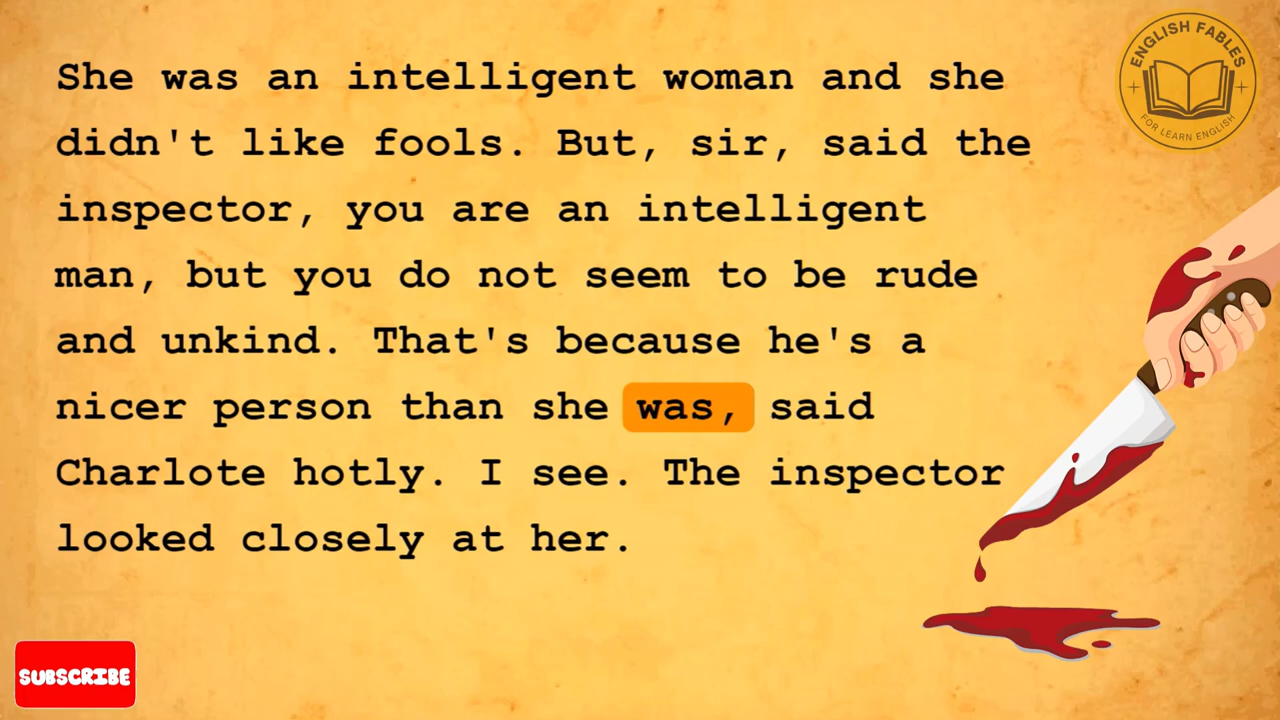 She was an intelligent woman and she
didn't like fools. But, sir, said the
inspector, you are an intelligent
man, but you do not seem to be rude
and unkind. That's because he's a
nicer person than she was, said
Charlote hotly. I see. The inspector
looked closely at her.
ENGLISH FABLES
FOR LEARN ENGLISH
SUBSCRIBE